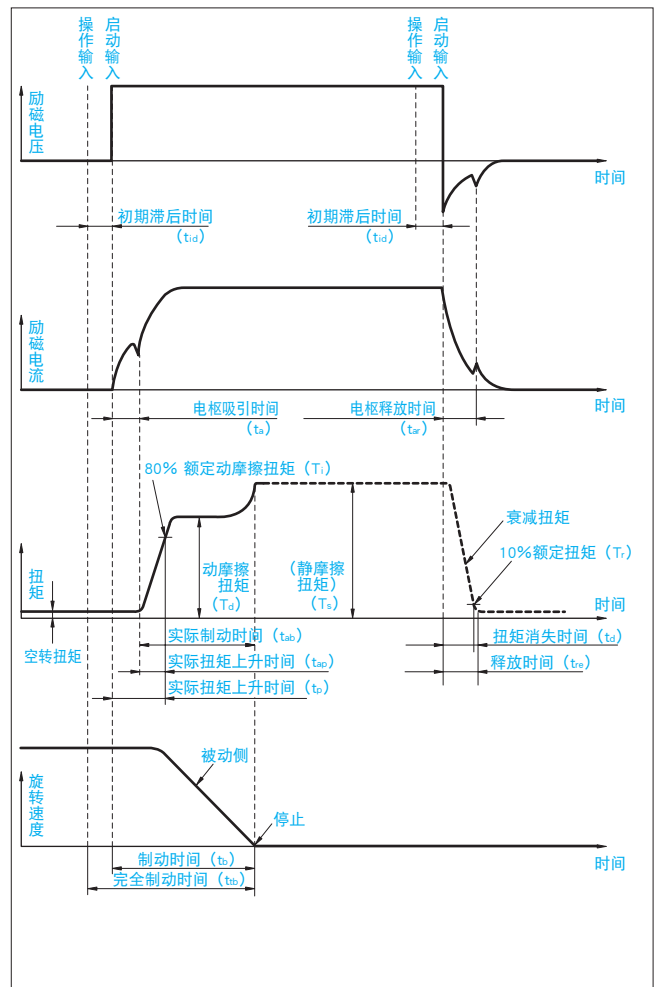 操作输入
启动输入
操作输入
启动输入
励磁电压
时间
初期滞后时间
(tid)
初期滞后时间
(tid)
励磁电流
时间
电枢吸引时间
(ta)
电枢释放时间
(tar)
80% 额定动摩擦扭矩（Ti）
衰减扭矩
10%额定扭矩（Tr）
扭矩
动摩擦
扭矩
（Td）
（静摩擦
扭矩）
（Ts）
时间
空转扭矩
实际制动时间（tab）
扭矩消失时间（td）
实际扭矩上升时间（tap）
释放时间（tre）
实际扭矩上升时间（tp）
被动侧
旋转速度
停止
时间
制动时间（tb）
完全制动时间（ttb）